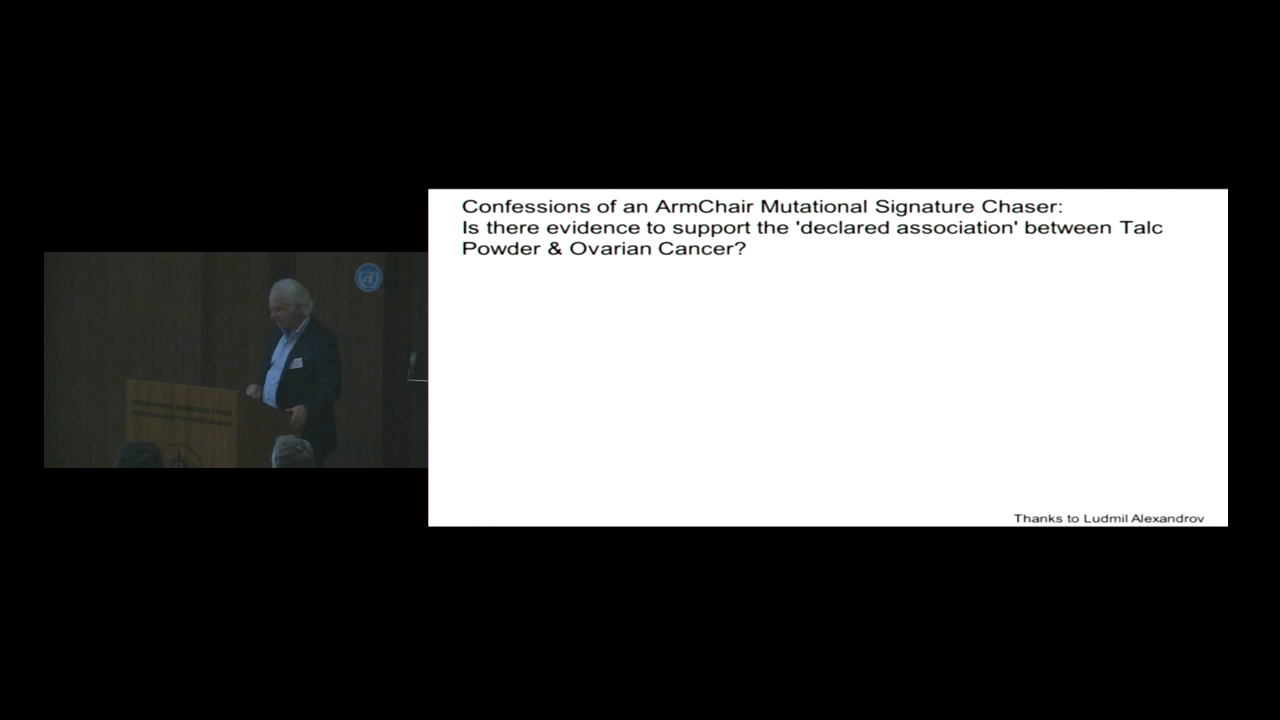 Confessions of an ArmChair Mutational Signature Chaser:
Is there evidence to support the 'declared association' between Talc
Powder & Ovarian Cancer?
Thanks to Ludmil Alexandrov